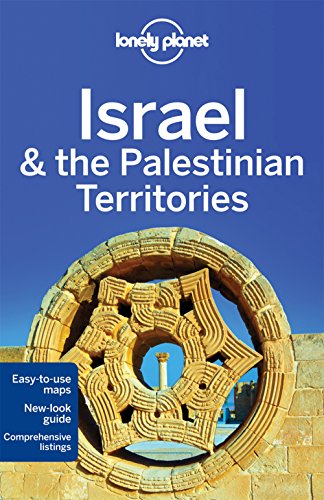 lonely planet
Israel
& the Palestinian
Territories
Easy-to-use
maps
New-look
guide
Comprehensive
listings